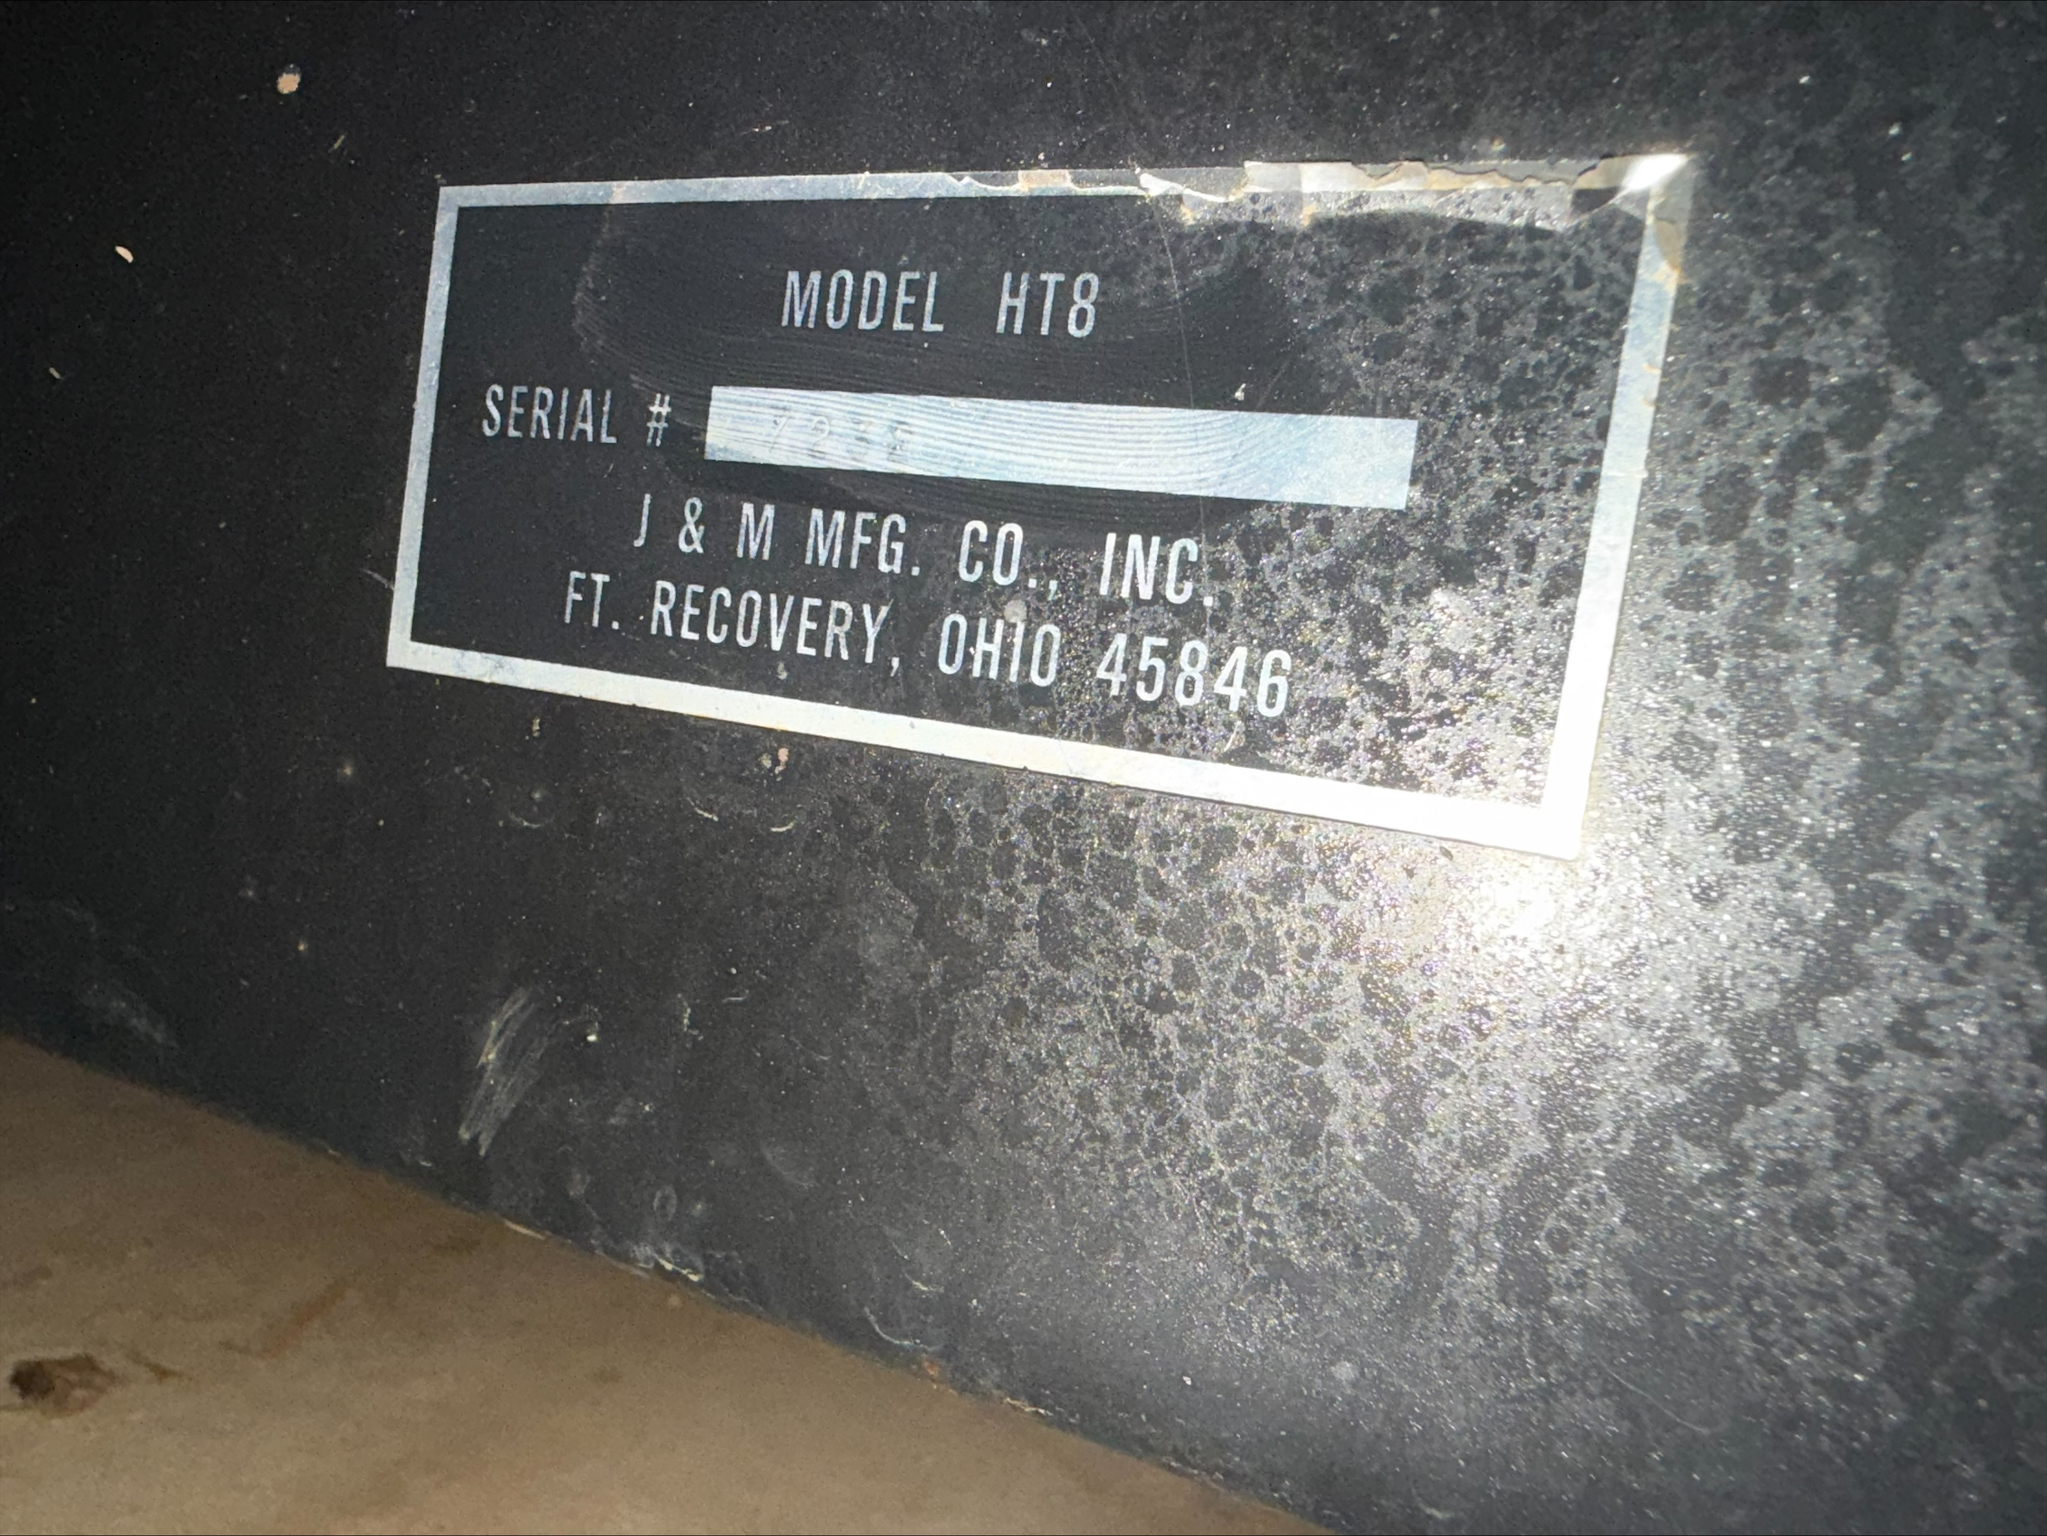 MODEL HT8
SERIAL #
J & M MFG. CO., INC.
FT. RECOVERY, OHIO 45846